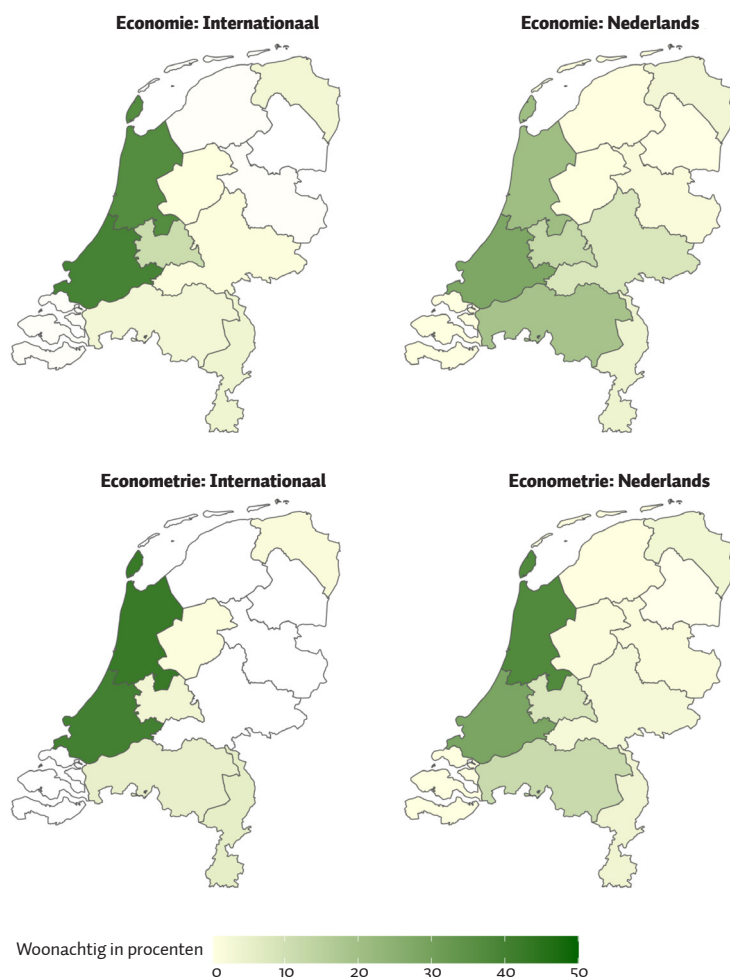 Economie: Internationaal
Economie: Nederlands
Econometrie: Internationaal
Econometrie: Nederlands
Woonachtig in procenten
0 10 20 30 40 50